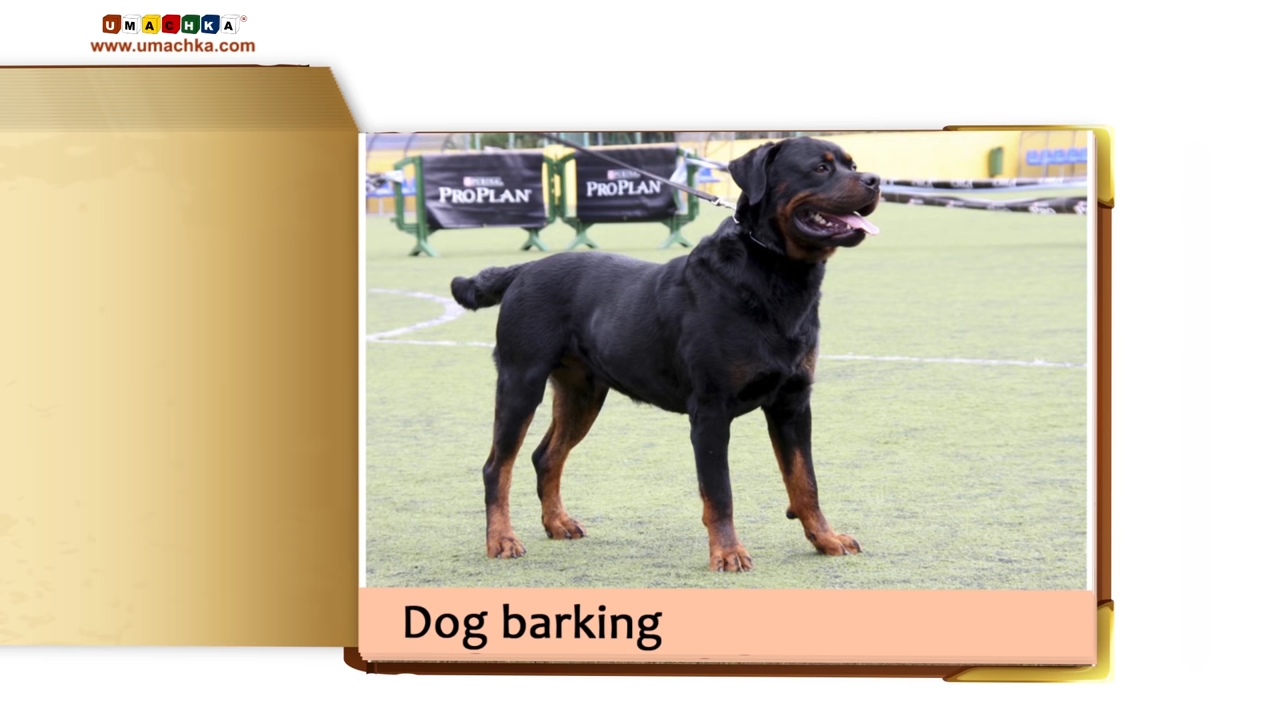 UMACHKA
www.umachka.com
PURINA
PROPLAN
PURINA
PROPLAN
Dog barking